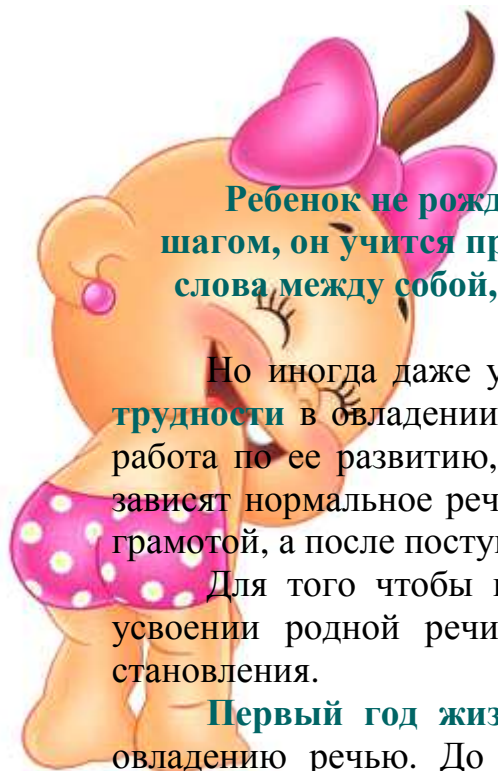 Ребенок не рожд
шагом, он учится пр
слова между собой,
Но иногда даже у
трудности в овладении
работа по ее развитию,
зависят нормальное реч
грамотой, а после посту
Для того чтобы
усвоении родной речи
становления.
Первый год жиз
овладению речью. До